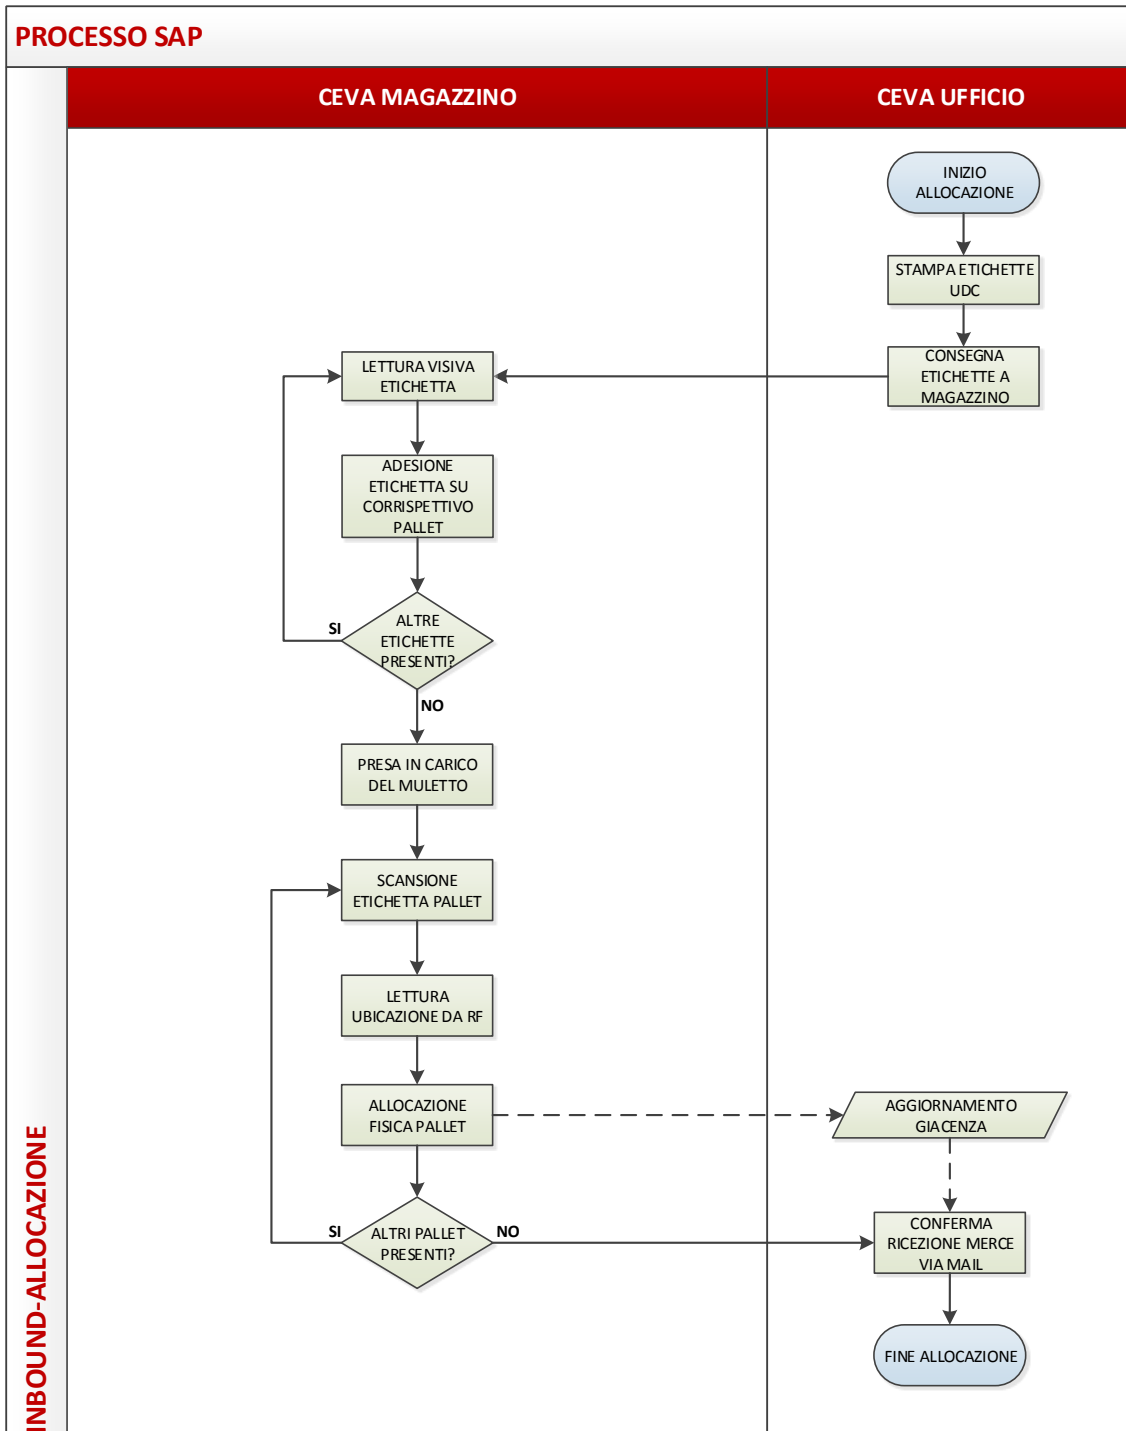 PROCESSO SAP
CEVA MAGAZZINO
CEVA UFFICIO
INIZIO
ALLOCAZIONE
STAMPA ETICHETTE
UDC
CONSEGNA
ETICHETTE A
MAGAZZINO
LETTURA VISIVA
ETICHETTA
ADESIONE
ETICHETTA SU
CORRISPETTIVO
PALLET
ALTRE
ETICHETTE
PRESENTI?
SI
NO
PRESA IN CARICO
DEL MULETTO
SCANSIONE
ETICHETTA PALLET
LETTURA
UBICAZIONE DA RF
ALLOCAZIONE
FISICA PALLET
AGGIORNAMENTO
GIACENZA
ALTRI PALLET
PRESENTI?
SI
NO
CONFERMA
RICEZIONE MERCE
VIA MAIL
FINE ALLOCAZIONE
INBOUND-ALLOCAZIONE